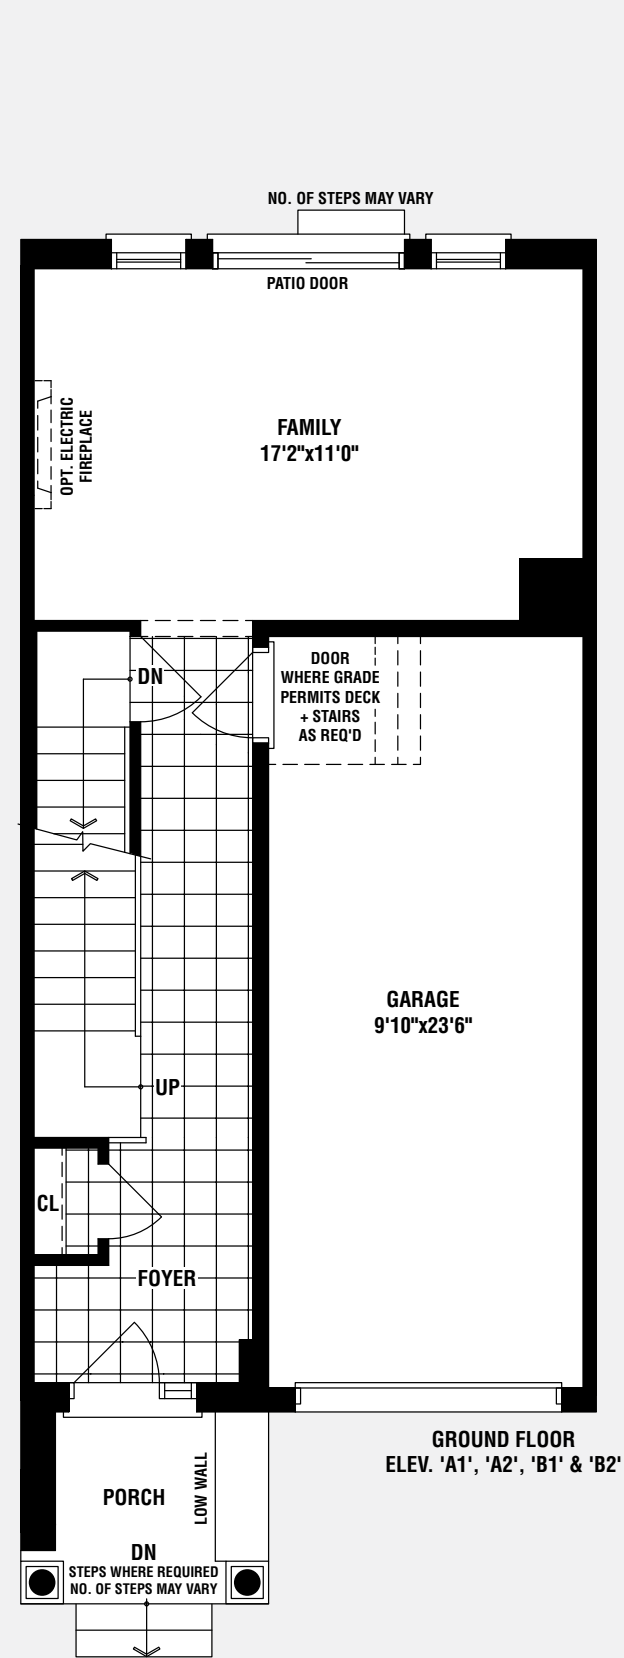 NO. OF STEPS MAY VARY
PATIO DOOR
OPT. ELECTRIC
FIREPLACE
FAMILY
17'2"x11'0"
DN
DOOR
WHERE GRADE
PERMITS DECK
+ STAIRS
AS REQ'D
GARAGE
9'10"x23'6"
UP
CL
FOYER
GROUND FLOOR
ELEV. 'A1', 'A2', 'B1' & 'B2'
LOW WALL
PORCH
DN
STEPS WHERE REQUIRED
NO. OF STEPS MAY VARY